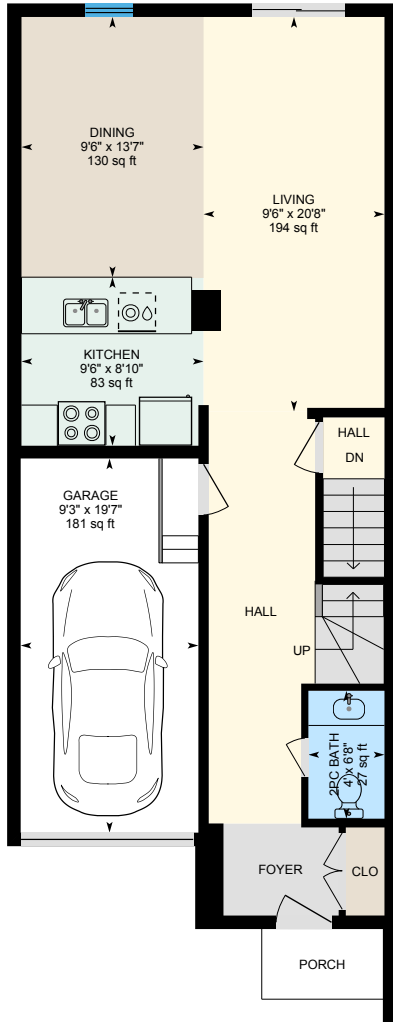 DINING
9'6" x 13'7"
130 sq ft
LIVING
9'6" x 20'8"
194 sq ft
KITCHEN
9'6" x 8'10"
83 sq ft
HALL
DN
GARAGE
9'3" x 19'7"
181 sq ft
HALL
UP
2PC BATH
4' x 6'8"
27 sq ft
FOYER
CLO
PORCH